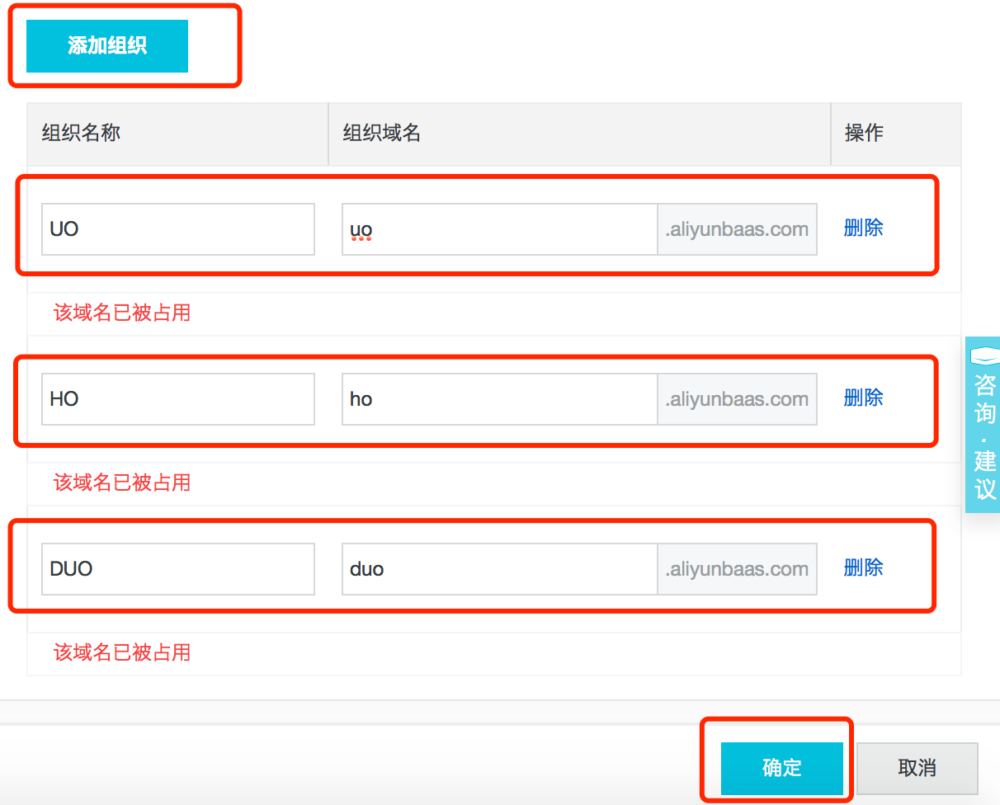 添加组织
组织名称 组织域名 操作
UO uo .aliyunbaas.com 删除
该域名已被占用
HO ho .aliyunbaas.com 删除
该域名已被占用
DUO duo .aliyunbaas.com 删除
该域名已被占用
咨询·建议
确定 取消